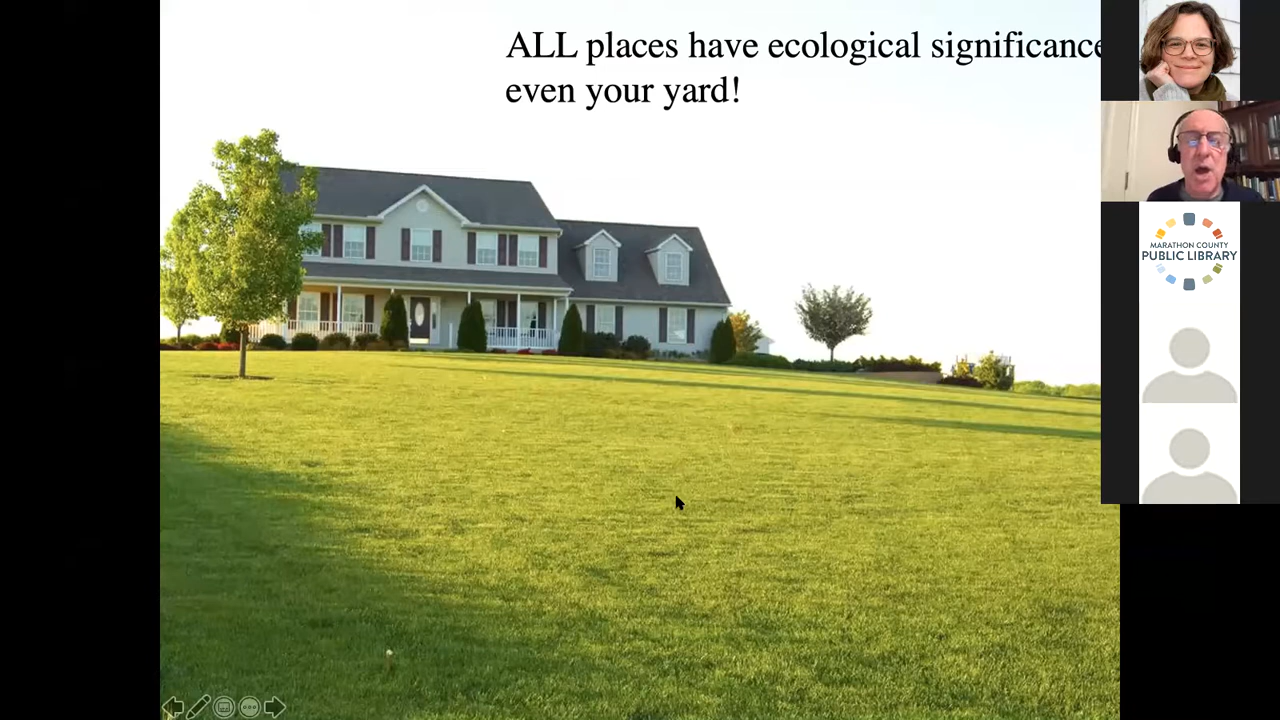 ALL places have ecological significance
even your yard!
MARATHON COUNTY
PUBLIC LIBRARY